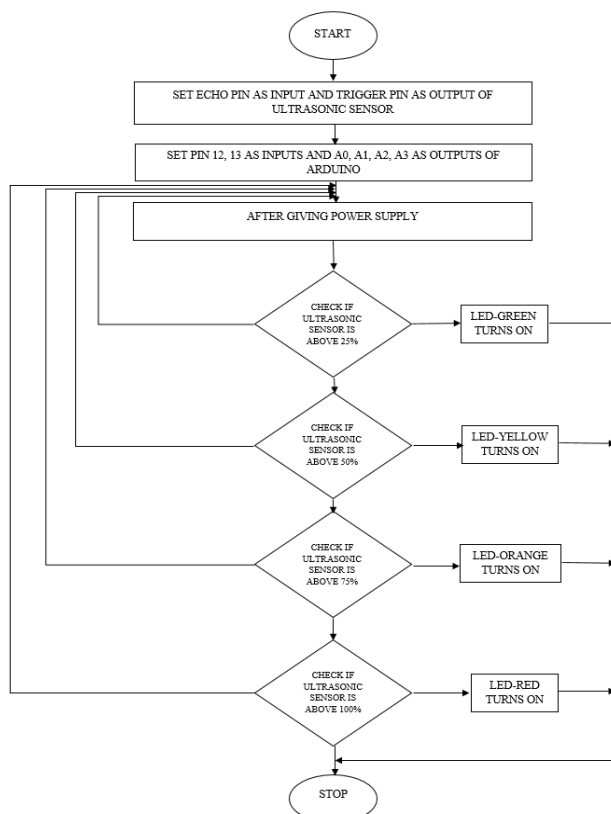 START
SET ECHO PIN AS INPUT AND TRIGGER PIN AS OUTPUT OF
ULTRASONIC SENSOR
SET PIN 12, 13 AS INPUTS AND A0, A1, A2, A3 AS OUTPUTS OF
ARDUINO
AFTER GIVING POWER SUPPLY
CHECK IF
ULTRASONIC
SENSOR IS
ABOVE 25%
LED-GREEN
TURNS ON
CHECK IF
ULTRASONIC
SENSOR IS
ABOVE 50%
LED-YELLOW
TURNS ON
CHECK IF
ULTRASONIC
SENSOR IS
ABOVE 75%
LED-ORANGE
TURNS ON
CHECK IF
ULTRASONIC
SENSOR IS
ABOVE 100%
LED-RED
TURNS ON
STOP